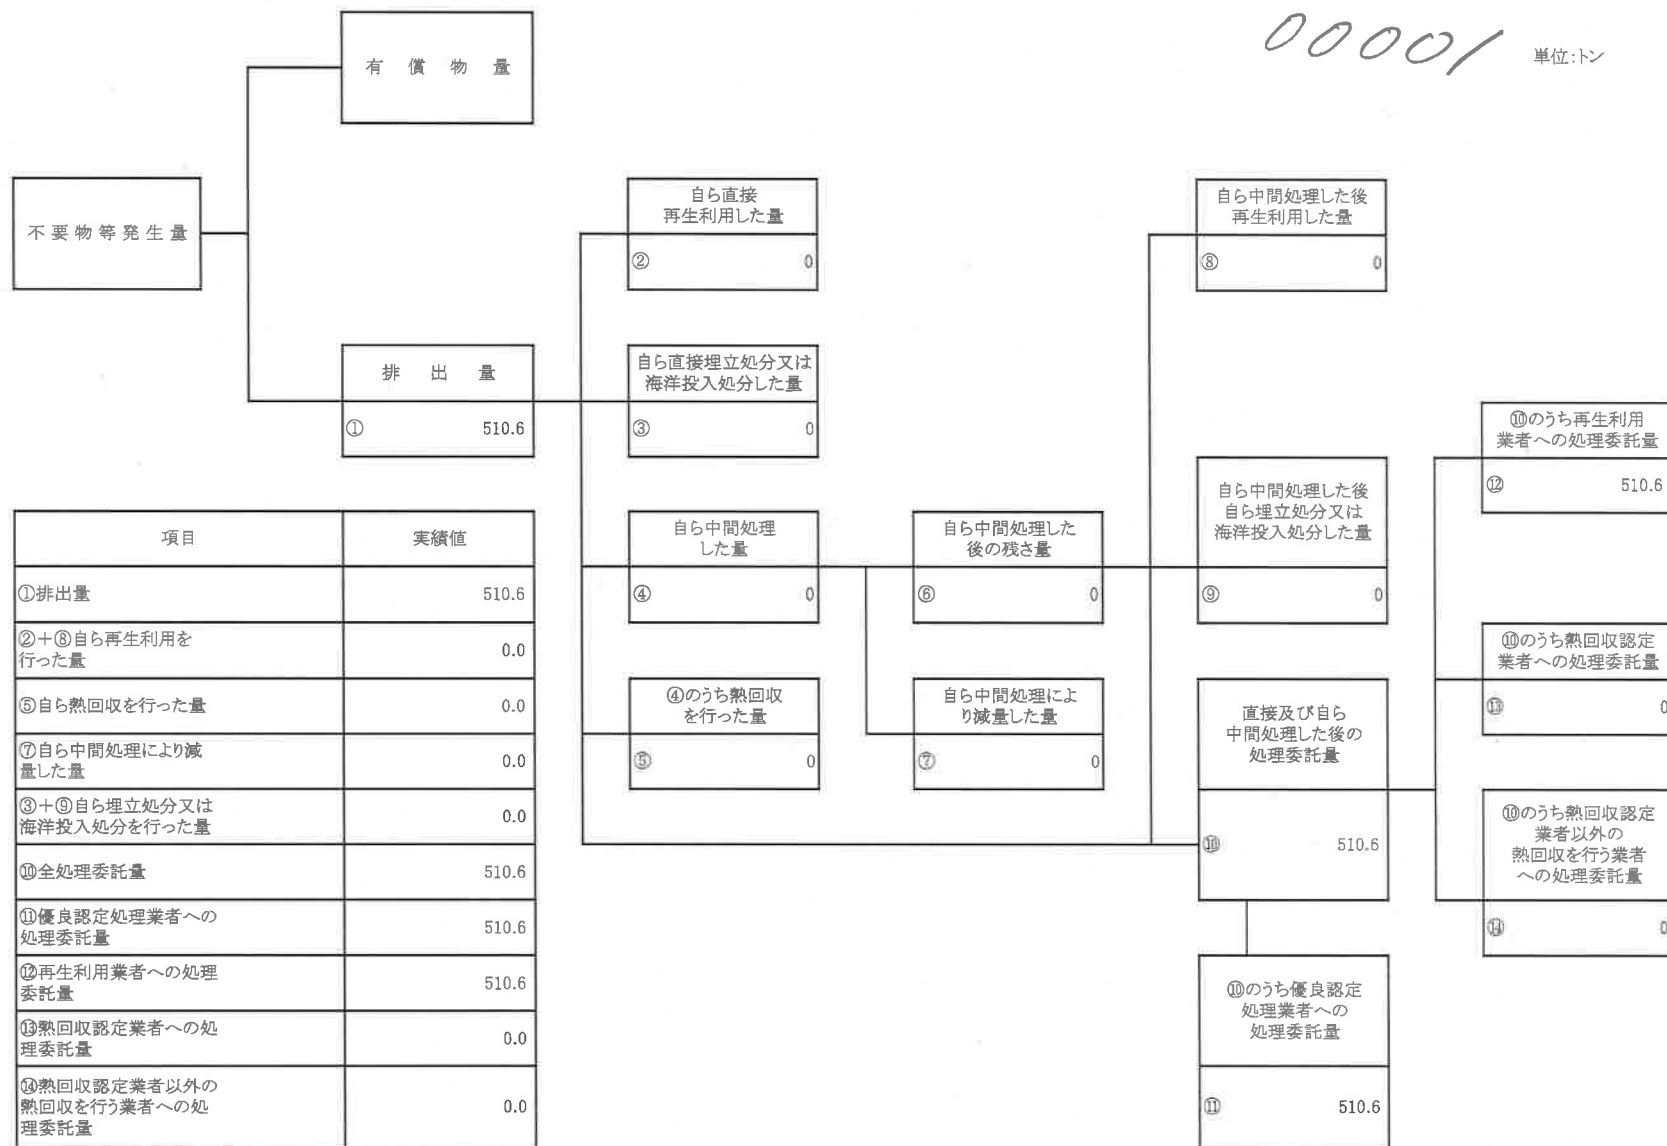 00001
単位:トン
有償物量
不要物等発生量
自ら直接
再生利用した量
② 0
自ら中間処理した後
再生利用した量
⑧ 0
排出量
① 510.6
自ら直接埋立処分又は
海洋投入処分した量
③ 0
⑩のうち再生利用
業者への処理委託量
⑫ 510.6
自ら中間処理した後
自ら埋立処分又は
海洋投入処分した量
⑨ 0
自ら中間処理
した量
④ 0
自ら中間処理した
後の残さ量
⑥ 0
⑩のうち熱回収認定
業者への処理委託量
⑬ 0
④のうち熱回収
を行った量
⑤ 0
自ら中間処理によ
り減量した量
⑦ 0
直接及び自ら
中間処理した後の
処理委託量
⑩ 510.6
⑩のうち熱回収認定
業者以外の
熱回収を行う業者
への処理委託量
⑭ 0
⑩のうち優良認定
処理業者への
処理委託量
⑪ 510.6
項目 実績値
①排出量 510.6
②+⑧自ら再生利用を
行った量 0.0
⑤自ら熱回収を行った量 0.0
⑦自ら中間処理により減
量した量 0.0
③+⑨自ら埋立処分又は
海洋投入処分を行った量 0.0
⑩全処理委託量 510.6
⑪優良認定処理業者への
処理委託量 510.6
⑫再生利用業者への処理
委託量 510.6
⑬熱回収認定業者への処
理委託量 0.0
⑭熱回収認定業者以外の
熱回収を行う業者への処
理委託量 0.0